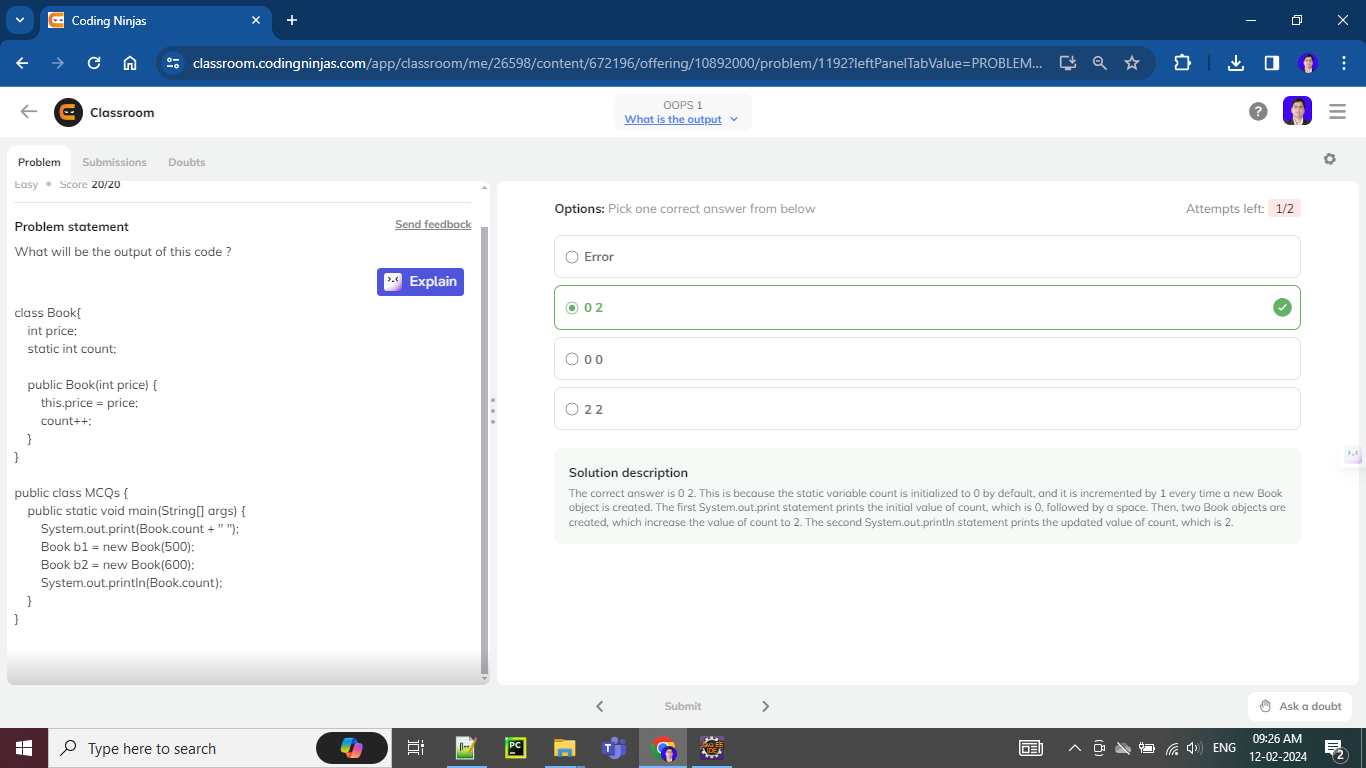 Coding Ninjas
classroom.codingninjas.com/app/classroom/me/26598/content/672196/offering/10892000/problem/1192?leftPanelTabValue=PROBLEM...
Classroom
OOPS 1
What is the output
Problem Submissions Doubts
Easy Score 20/20
Problem statement
Send feedback
What will be the output of this code ?
Explain
class Book{
int price;
static int count;
public Book(int price) {
this.price = price;
count++;
}
}
public class MCQs {
public static void main(String[] args) {
System.out.print(Book.count + " ");
Book b1 = new Book(500);
Book b2 = new Book(600);
System.out.println(Book.count);
}
}
Options: Pick one correct answer from below
Attempts left: 1/2
Error
0 2
0 0
2 2
Solution description
The correct answer is 0 2. This is because the static variable count is initialized to 0 by default, and it is incremented by 1 every time a new Book
object is created. The first System.out.print statement prints the initial value of count, which is 0, followed by a space. Then, two Book objects are
created, which increase the value of count to 2. The second System.out.println statement prints the updated value of count, which is 2.
Submit
Ask a doubt
Type here to search
PC
ENG
09:26 AM
12-02-2024
2